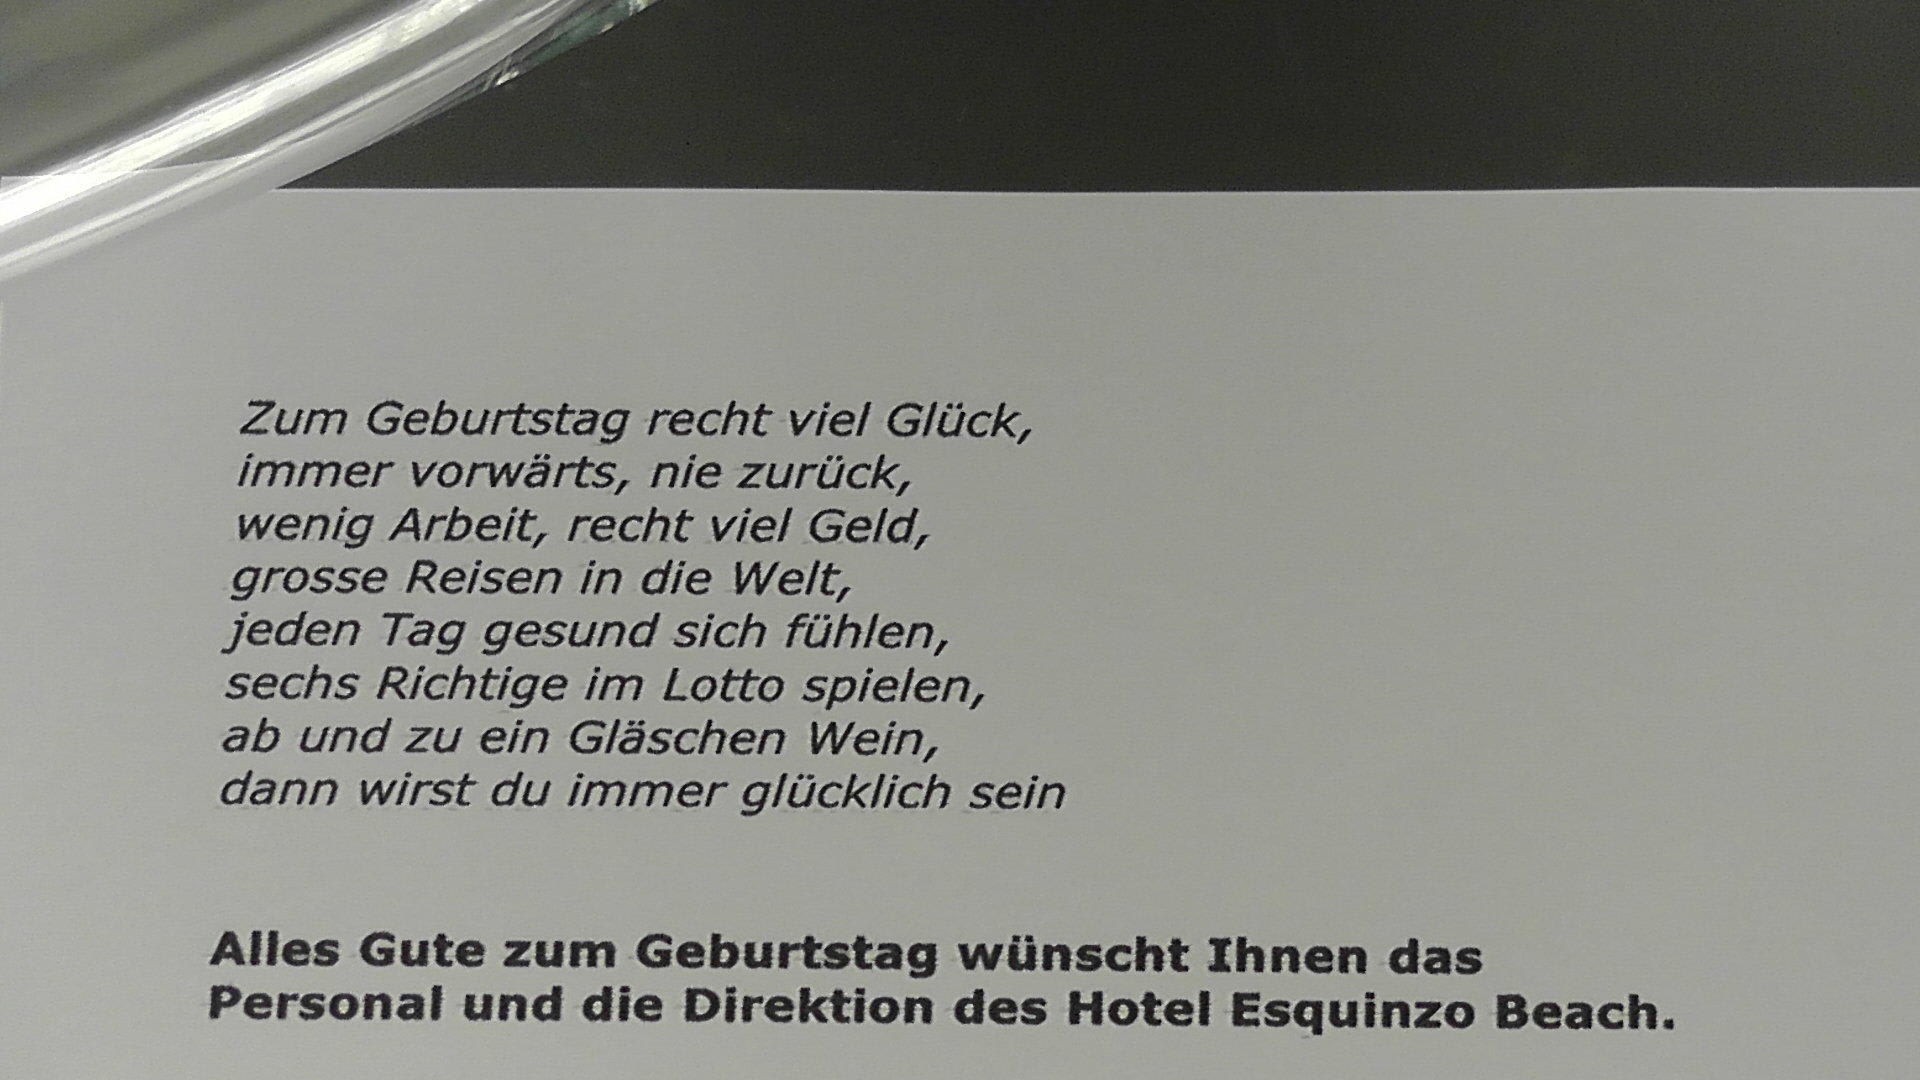 Zum Geburtstag recht viel Glück,
immer vorwärts, nie zurück,
wenig Arbeit, recht viel Geld,
grosse Reisen in die Welt,
jeden Tag gesund sich fühlen,
sechs Richtige im Lotto spielen,
ab und zu ein Gläschen Wein,
dann wirst du immer glücklich sein
Alles Gute zum Geburtstag wünscht Ihnen das
Personal und die Direktion des Hotel Esquinzo Beach.